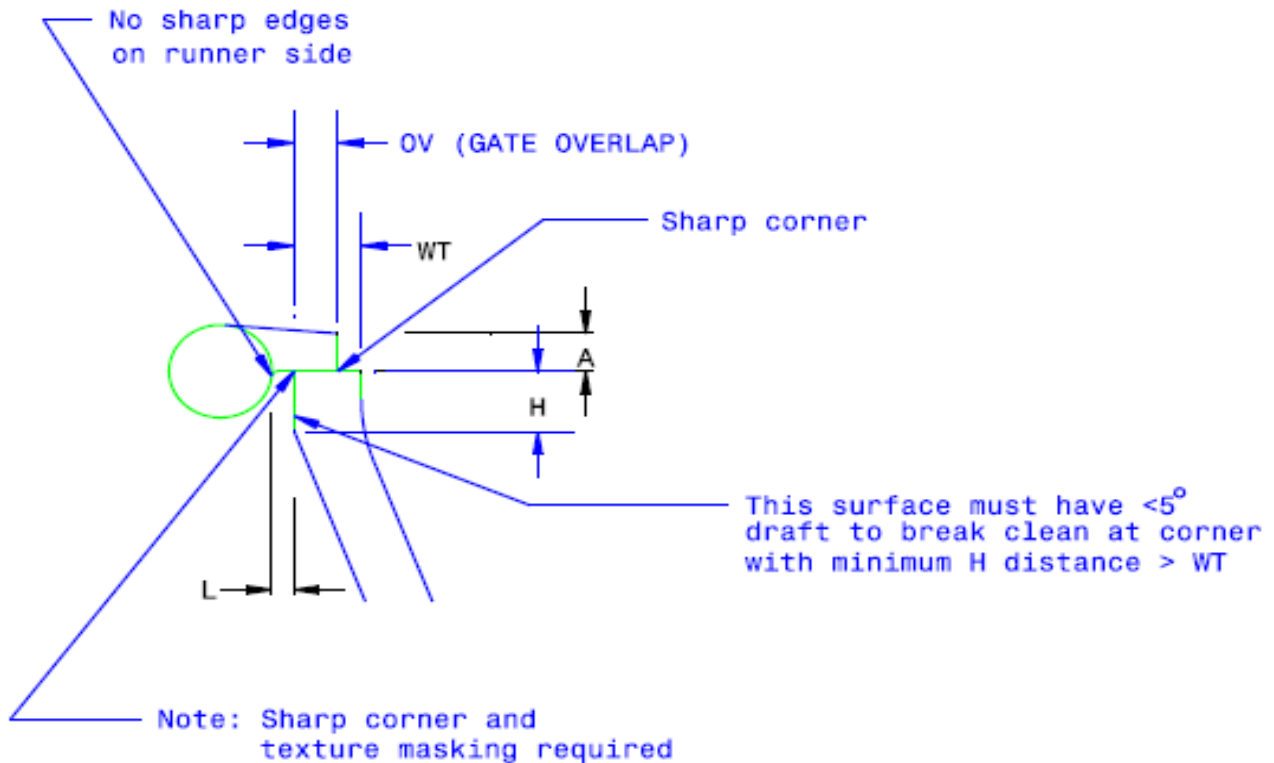 No sharp edges
on runner side
OV (GATE OVERLAP)
Sharp corner
WT
A
H
This surface must have <5°
draft to break clean at corner
with minimum H distance > WT
L
Note: Sharp corner and
texture masking required